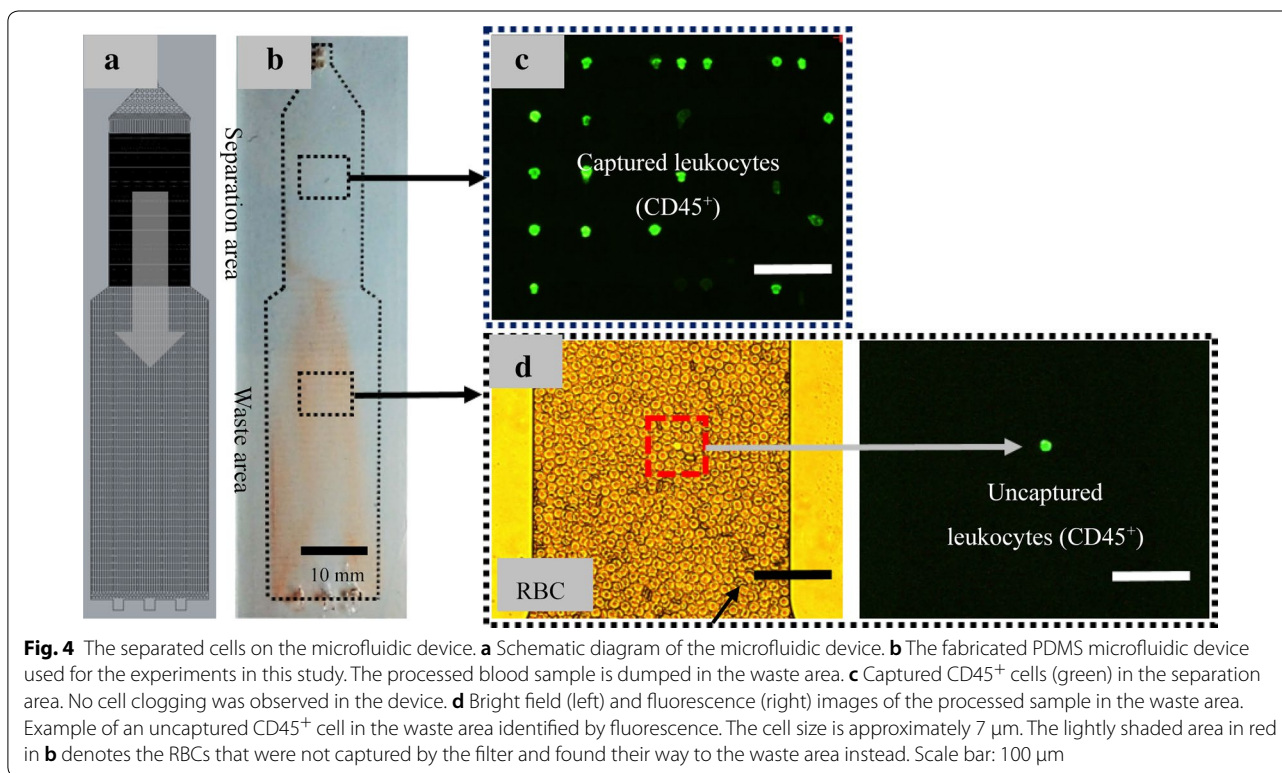 a
b
Separation area
Waste area
10 mm
c
Captured leukocytes
(CD45⁺)
d
RBC
Uncaptured
leukocytes (CD45⁺)
Fig. 4 The separated cells on the microfluidic device. a Schematic diagram of the microfluidic device. b The fabricated PDMS microfluidic device
used for the experiments in this study. The processed blood sample is dumped in the waste area. c Captured CD45⁺ cells (green) in the separation
area. No cell clogging was observed in the device. d Bright field (left) and fluorescence (right) images of the processed sample in the waste area.
Example of an uncaptured CD45⁺ cell in the waste area identified by fluorescence. The cell size is approximately 7 μm. The lightly shaded area in red
in b denotes the RBCs that were not captured by the filter and found their way to the waste area instead. Scale bar: 100 μm